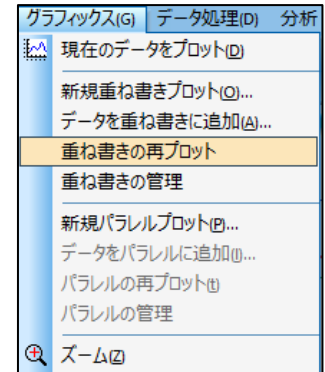 グラフィックス(G) データ処理(D) 分析
現在のデータをプロット(D)
新規重ね書きプロット(O)...
データを重ね書きに追加(A)...
重ね書きの再プロット
重ね書きの管理
新規パラレルプロット(P)...
データをパラレルに追加(I)...
パラレルの再プロット(t)
パラレルの管理
ズーム(Z)